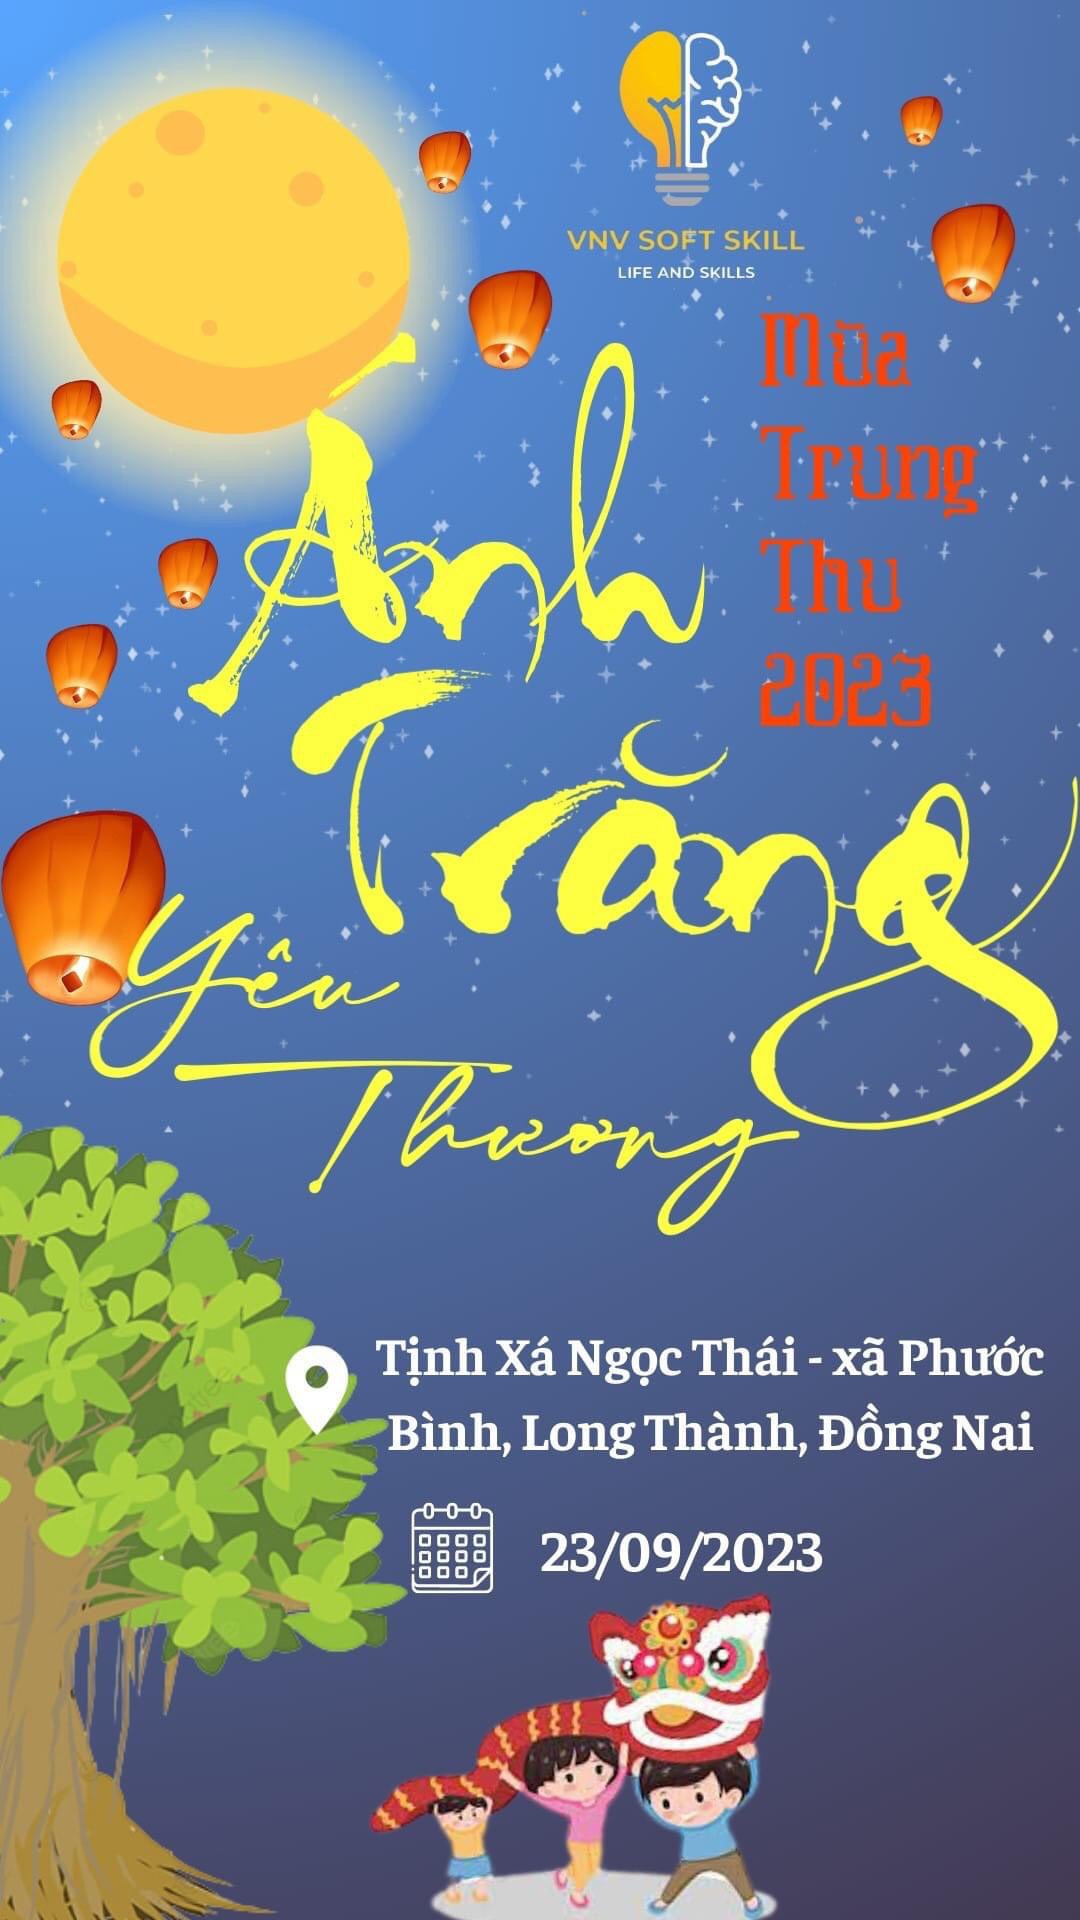 VNV SOFT SKILL
LIFE AND SKILLS
Mùa
Trung
Thu
2023
Ánh
Trăng
Yêu
Thương
Tịnh Xá Ngọc Thái - xã Phước
Bình, Long Thành, Đồng Nai
23/09/2023